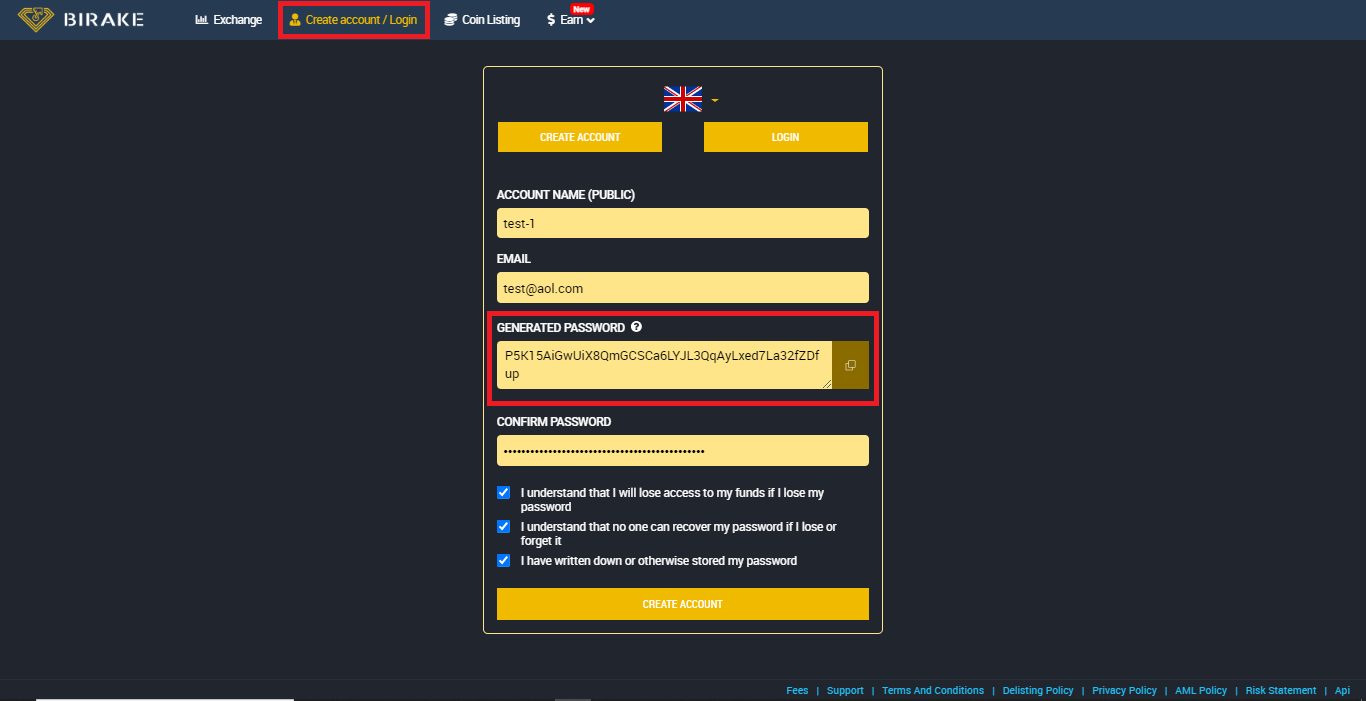 BIRAKE
Exchange
Create account / Login
Coin Listing
$ Earn
New
CREATE ACCOUNT
LOGIN
ACCOUNT NAME (PUBLIC)
test-1
EMAIL
test@aol.com
GENERATED PASSWORD ?
P5K15AiGwUiX8QmGCSCa6LYJL3QqAyLxed7La32fZDf
up
CONFIRM PASSWORD
I understand that I will lose access to my funds if I lose my
password
I understand that no one can recover my password if I lose or
forget it
I have written down or otherwise stored my password
CREATE ACCOUNT
Fees | Support | Terms And Conditions | Delisting Policy | Privacy Policy | AML Policy | Risk Statement | Api